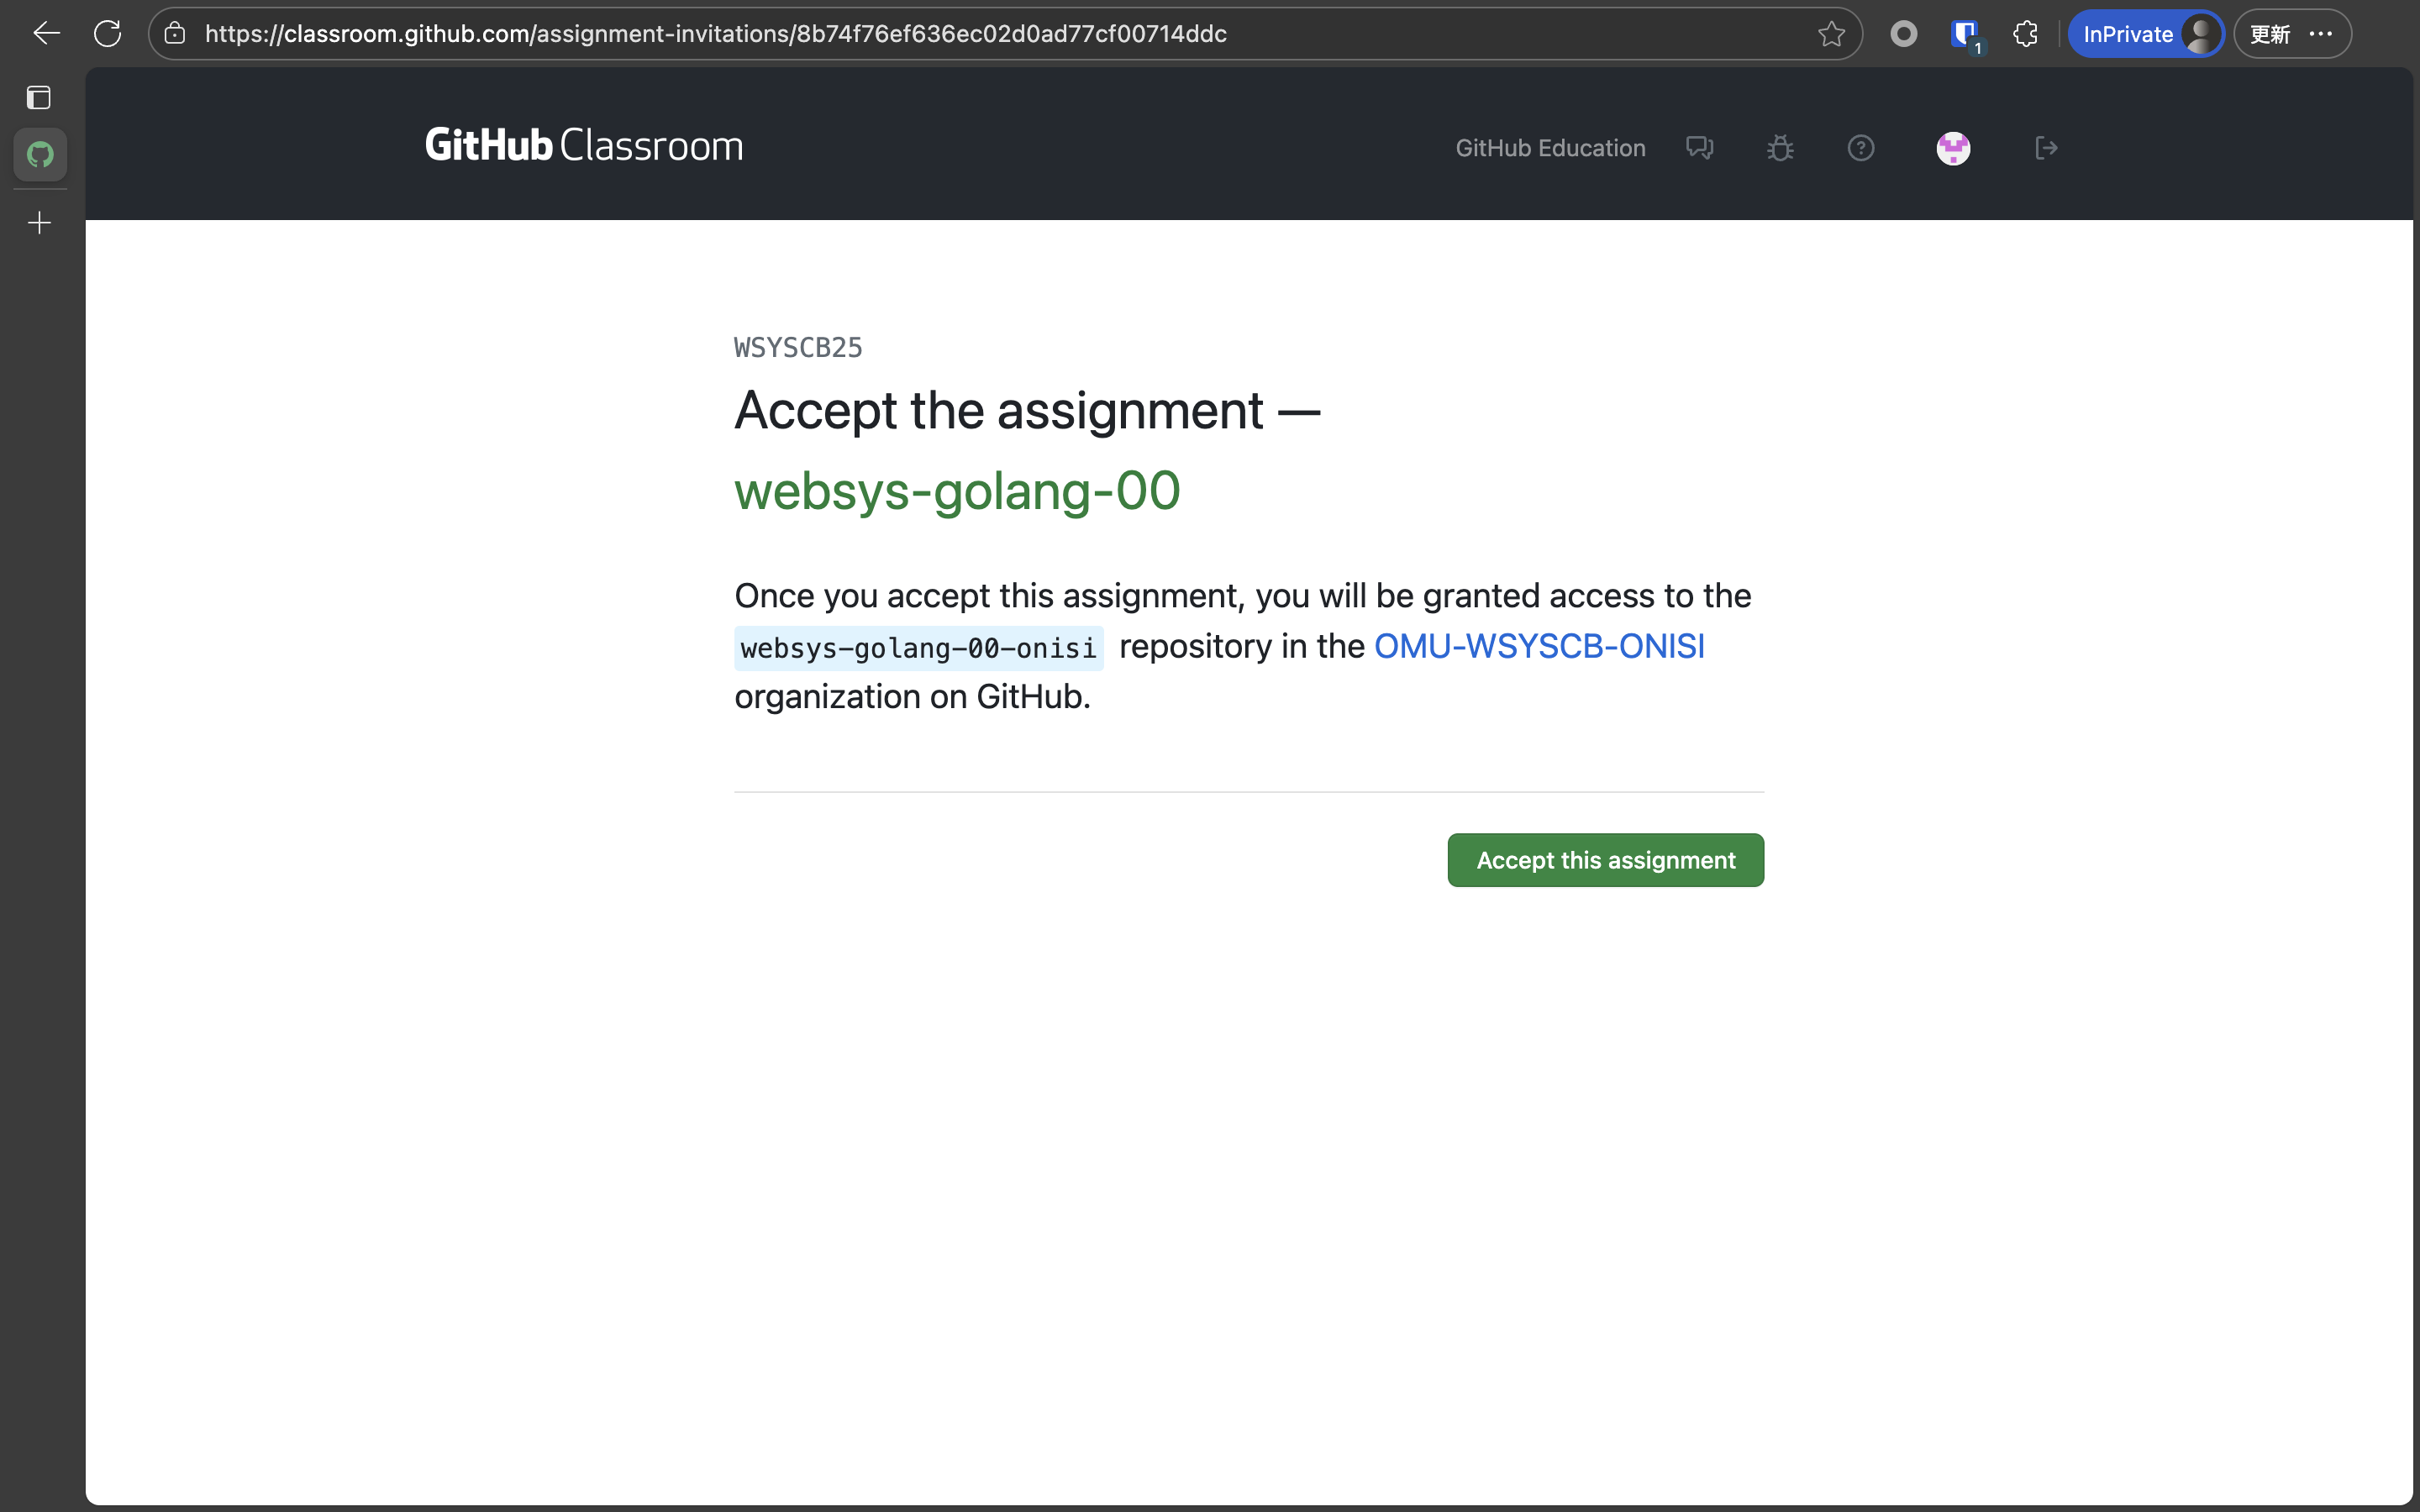 https://classroom.github.com/assignment-invitations/8b74f76ef636ec02d0ad77cf00714ddc
1
InPrivate
更新
GitHub Classroom
GitHub Education
WSYSCB25
Accept the assignment —
websys-golang-00
Once you accept this assignment, you will be granted access to the
websys-golang-00-onisi repository in the OMU-WSYSCB-ONISI
organization on GitHub.
Accept this assignment